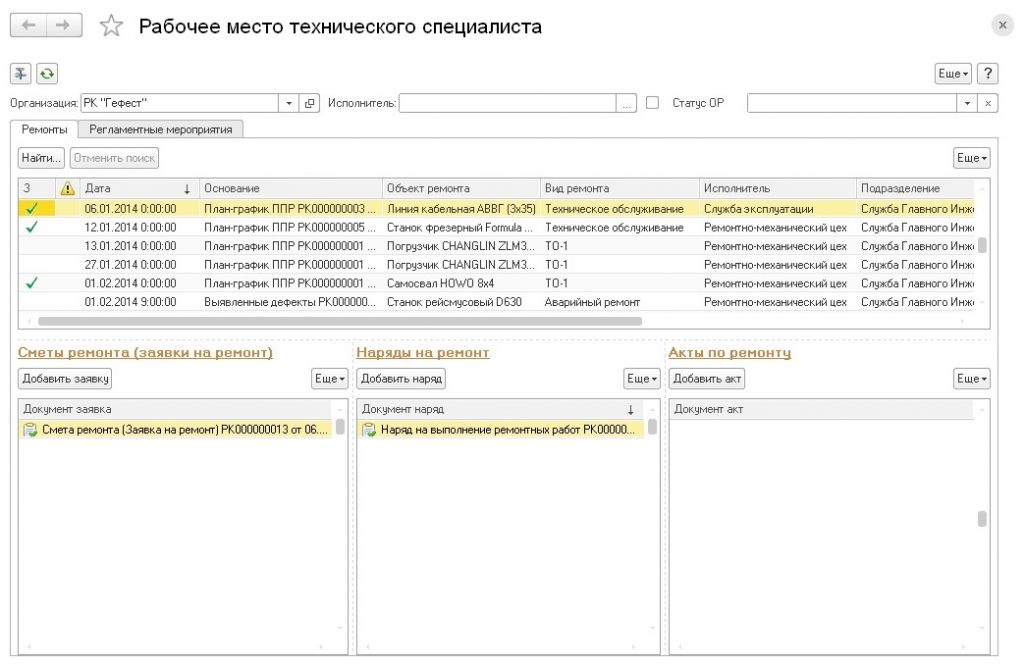 Рабочее место технического специалиста
Еще ?
Организация: РК "Гефест" Исполнитель: ... Статус ОР
Ремонты Регламентные мероприятия
Найти... Отменить поиск Еще
З Дата ↓ Основание Объект ремонта Вид ремонта Исполнитель Подразделение
06.01.2014 0:00:00 План-график ППР РК000000003 ... Линия кабельная АВВГ (3х35) Техническое обслуживание Служба эксплуатации Служба Главного Инже
12.01.2014 0:00:00 План-график ППР РК000000005 ... Станок фрезерный Formula ... Техническое обслуживание Ремонтно-механический цех Служба Главного Инже
13.01.2014 0:00:00 План-график ППР РК000000001 ... Погрузчик CHANGLIN ZLM3... ТО-1 Ремонтно-механический цех Служба Главного Инже
27.01.2014 0:00:00 План-график ППР РК000000001 ... Погрузчик CHANGLIN ZLM3... ТО-1 Ремонтно-механический цех Служба Главного Инже
01.02.2014 0:00:00 План-график ППР РК000000001 ... Самосвал HOWO 8x4 ТО-1 Ремонтно-механический цех Служба Главного Инже
01.02.2014 9:00:00 Выявленные дефекты РК000000... Станок рейсмусовый D630 Аварийный ремонт Ремонтно-механический цех Служба Главного Инже
Сметы ремонта (заявки на ремонт) Наряды на ремонт Акты по ремонту
Добавить заявку Еще Добавить наряд Еще Добавить акт Еще
Документ заявка Документ наряд ↓ Документ акт
Смета ремонта (Заявка на ремонт) РК000000013 от 06.... Наряд на выполнение ремонтных работ РК00000...